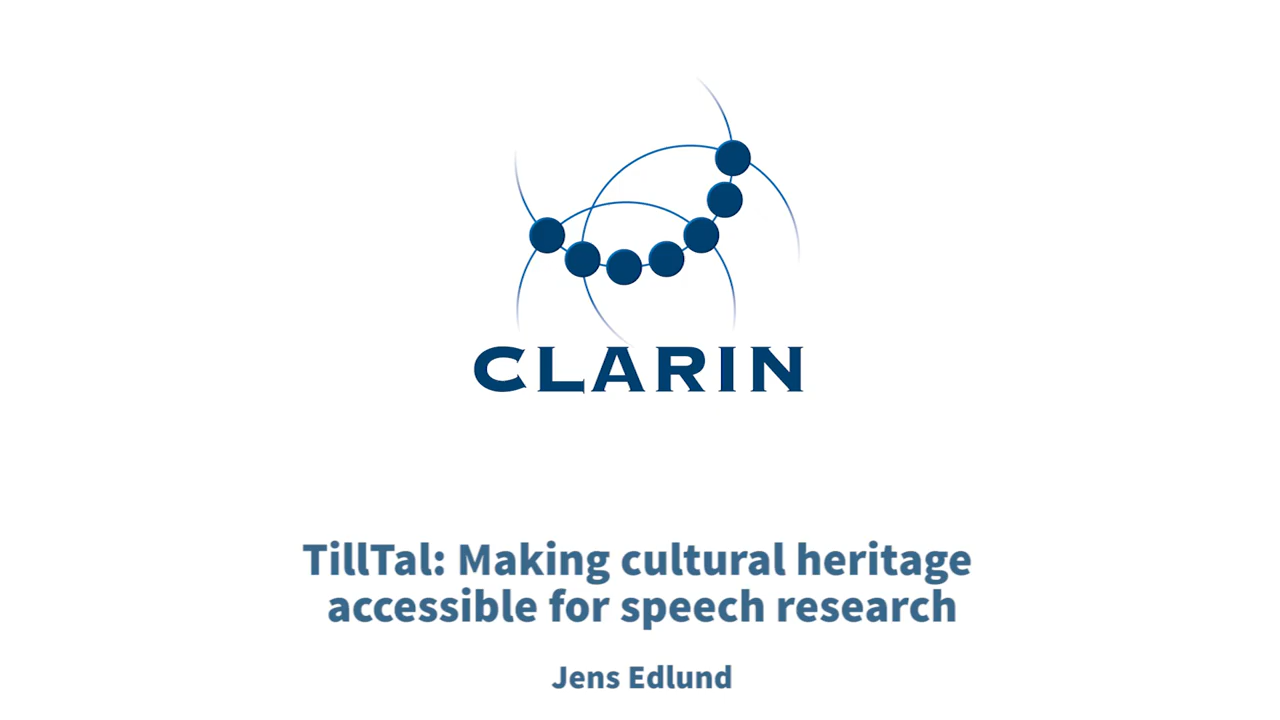 CLARIN
TillTal: Making cultural heritage
accessible for speech research
Jens Edlund